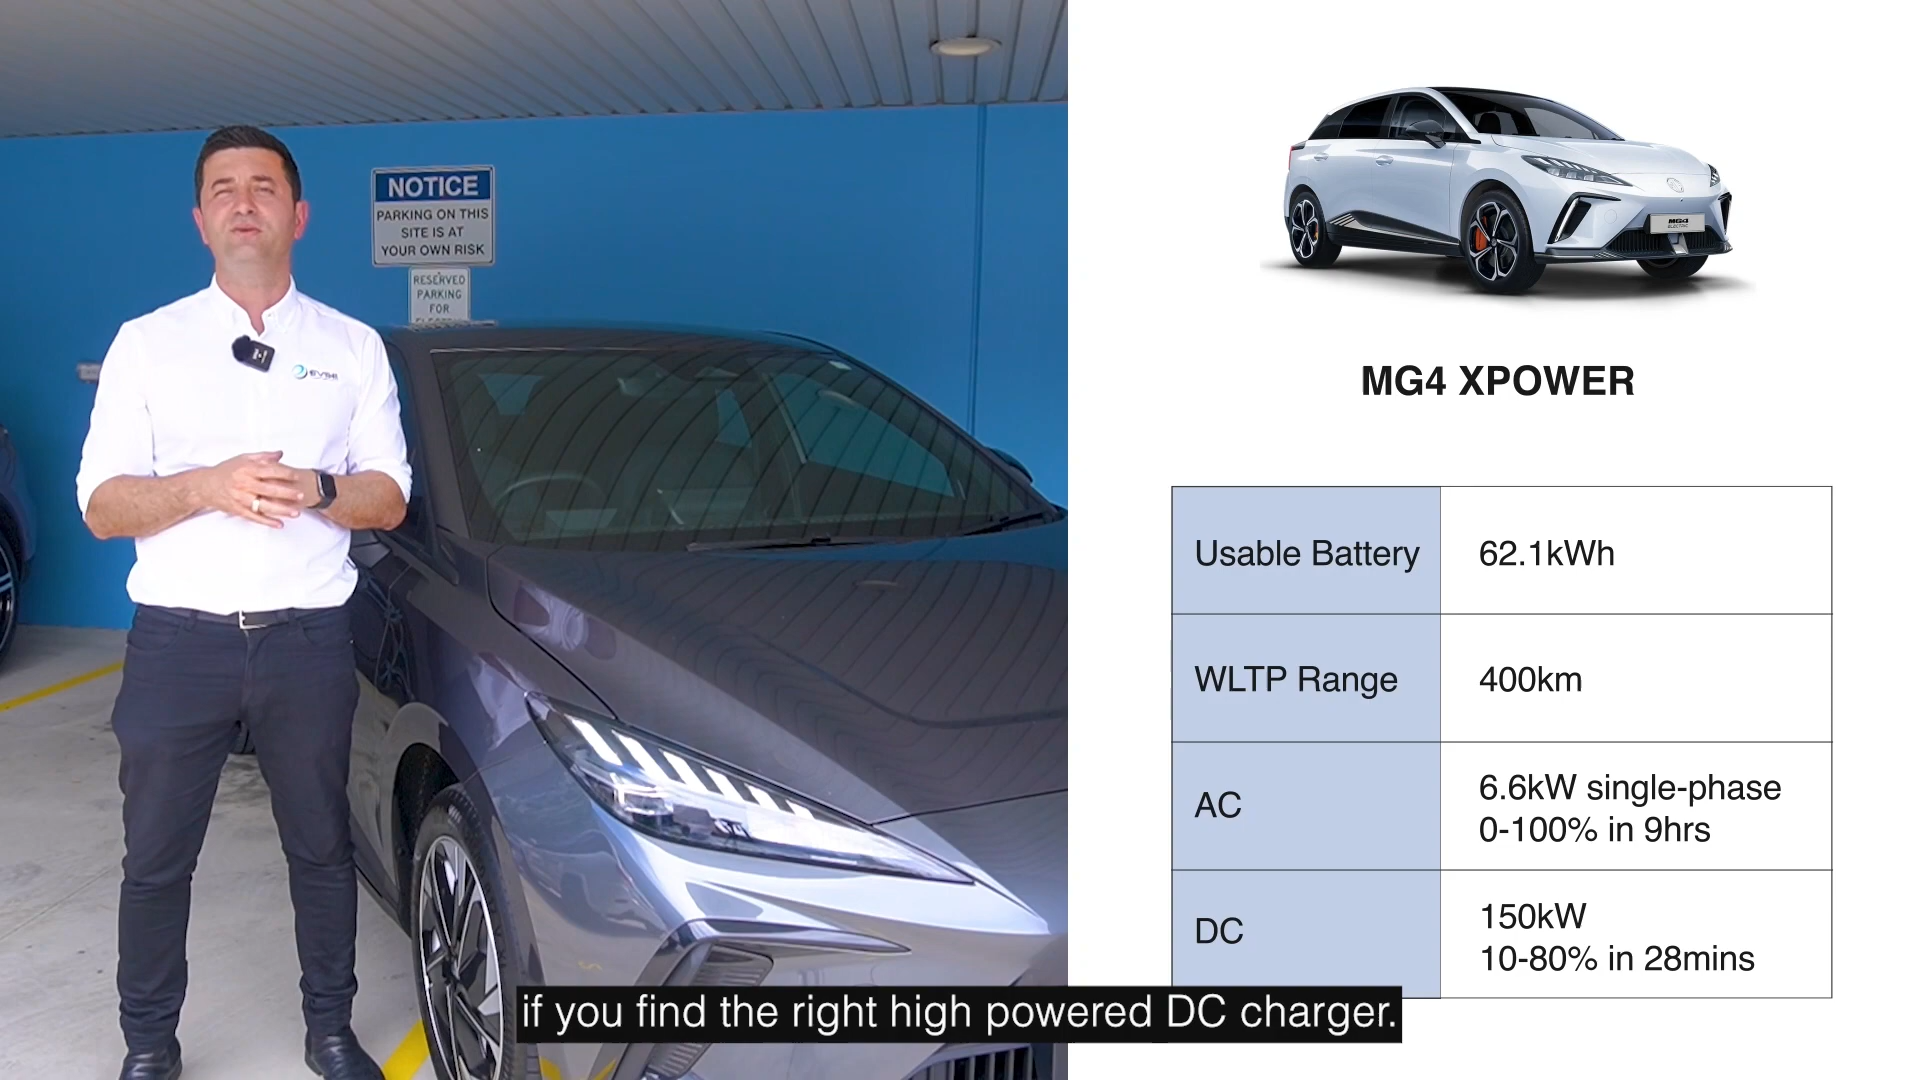 NOTICE
PARKING ON THIS
SITE IS AT
YOUR OWN RISK
RESERVED
PARKING
FOR
MG4
ELECTRIC
MG4 XPOWER
Usable Battery 62.1kWh
WLTP Range 400km
AC 6.6kW single-phase
0-100% in 9hrs
DC 150kW
10-80% in 28mins
if you find the right high powered DC charger.